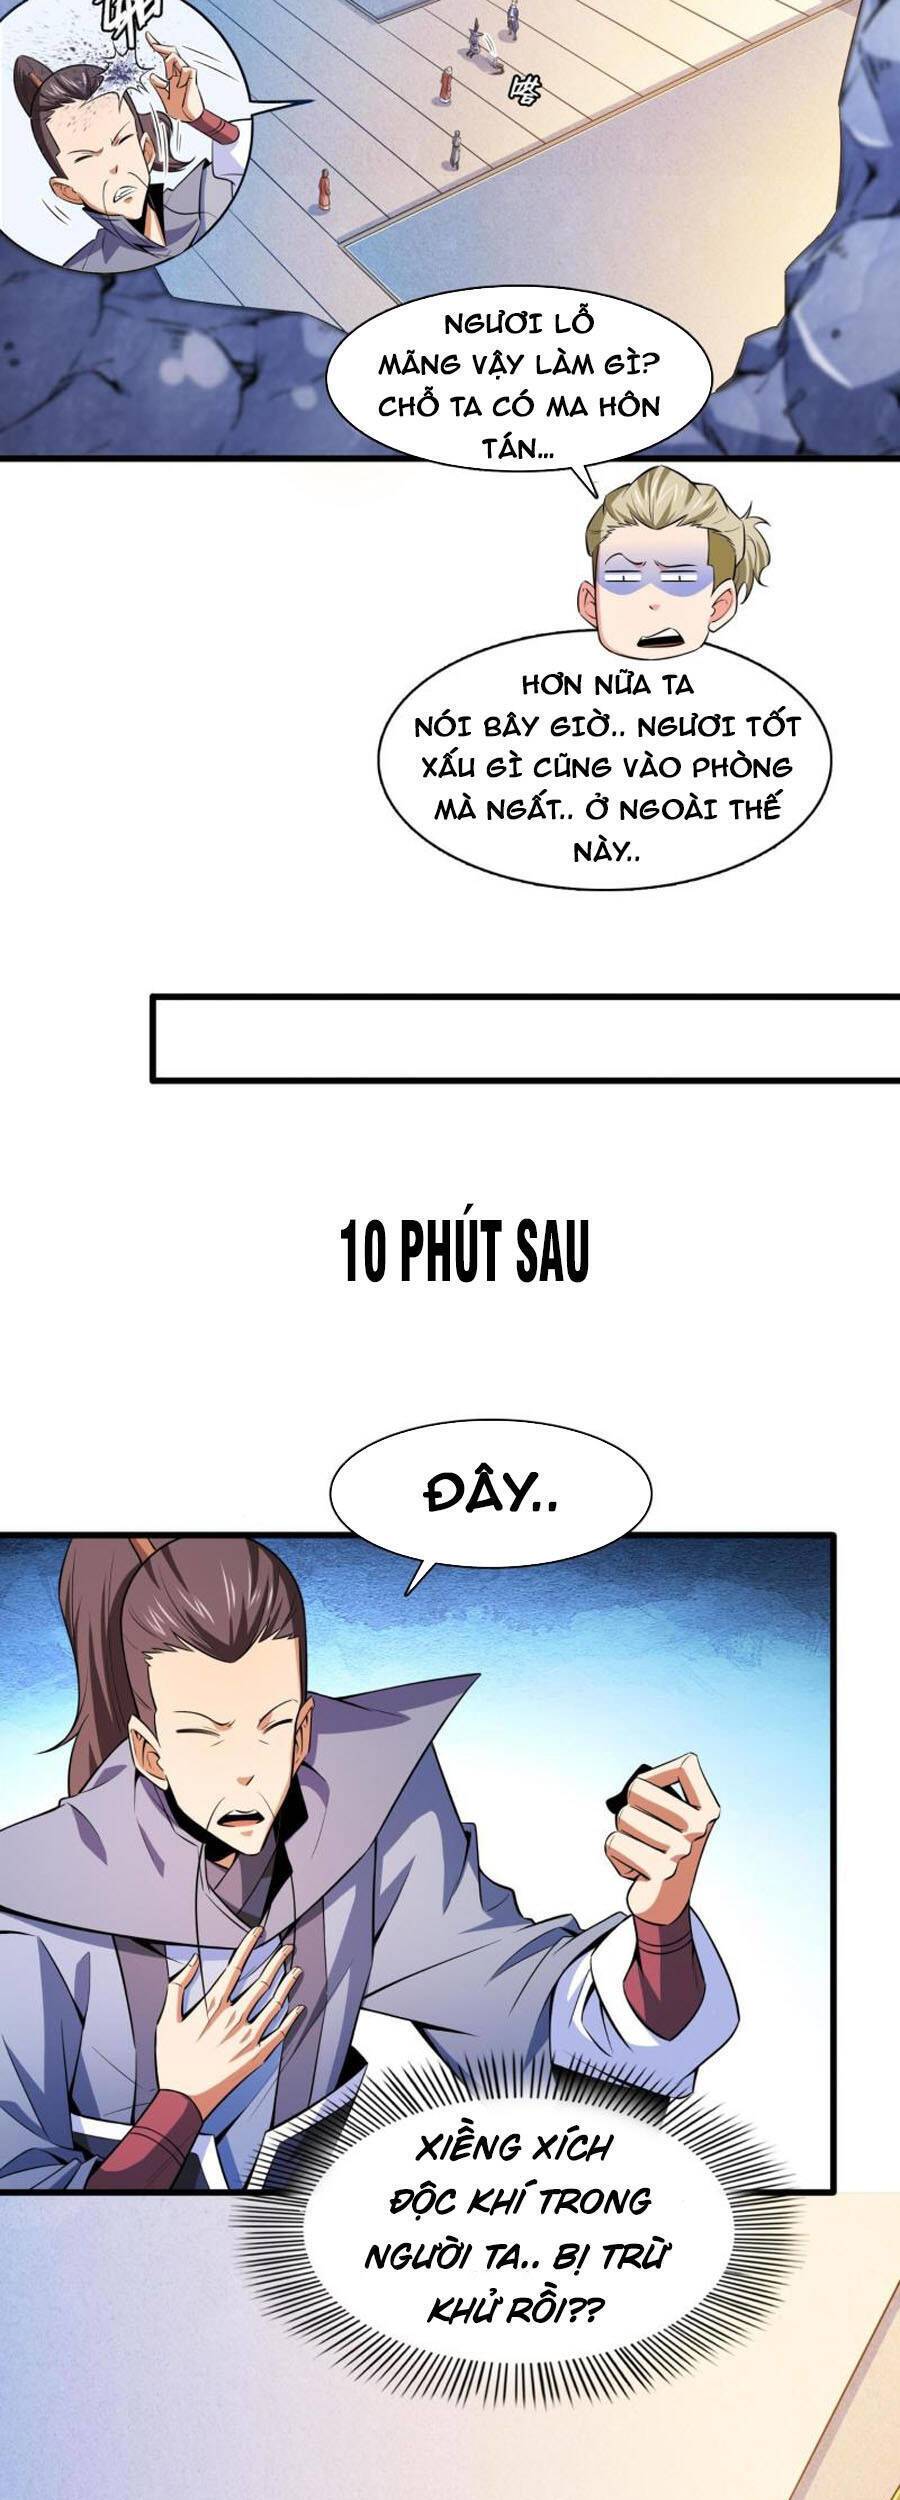 嗒
NGƯƠI LỖ
MÃNG VẬY LÀM GÌ?
CHỖ TA CÓ MA HÔN
TÁN...
HƠN NỮA TA
NÓI BÂY GIỜ.. NGƯƠI TỐT
XẤU GÌ CŨNG VÀO PHÒNG
MÀ NGẤT.. Ở NGOÀI THẾ
NÀY..
10 PHÚT SAU
ĐÂY..
XIỀNG XÍCH
ĐỘC KHÍ TRONG
NGƯỜI TA.. BỊ TRỪ
KHỬ RỒI??